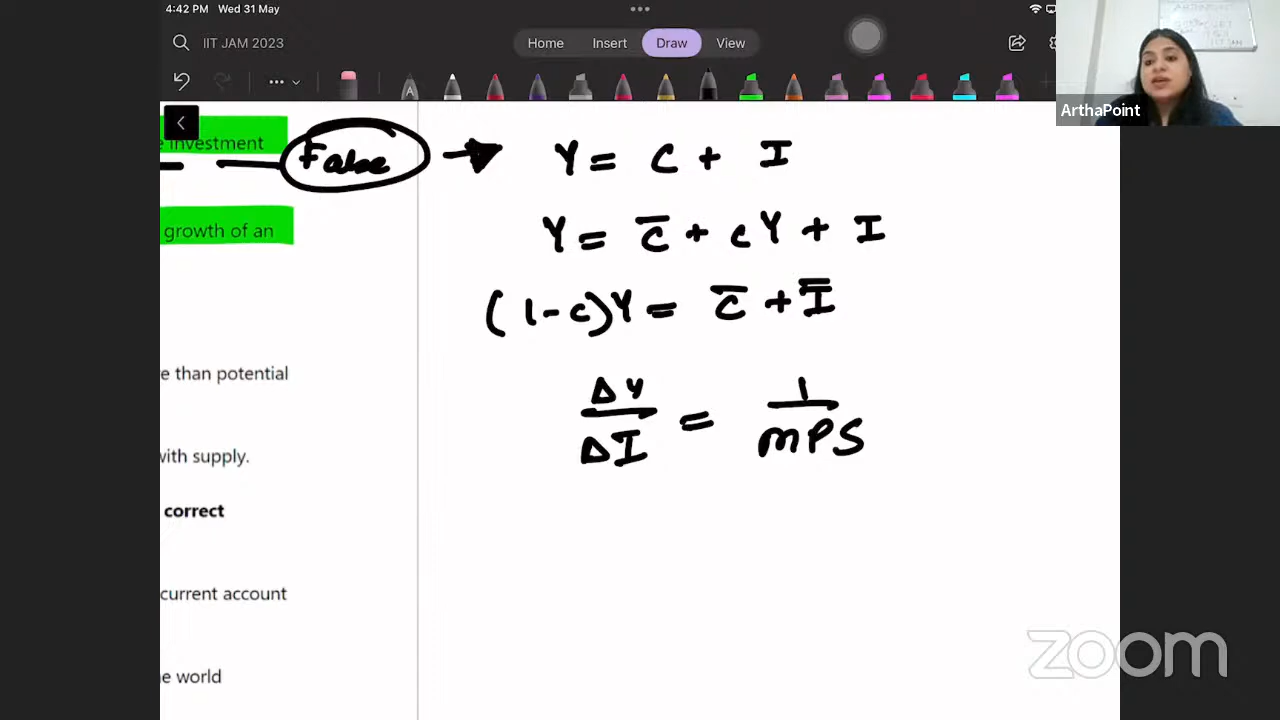 4:42 PM Wed 31 May
IIT JAM 2023
Home Insert Draw View
A
ArthaPoint
investment
False → Y = C + I
growth of an
Y = C̅ + cY + I
(1-c)Y = C̅ + I̿
e than potential
ΔY/ΔI = 1/MPS
with supply.
correct
current account
e world
zoom